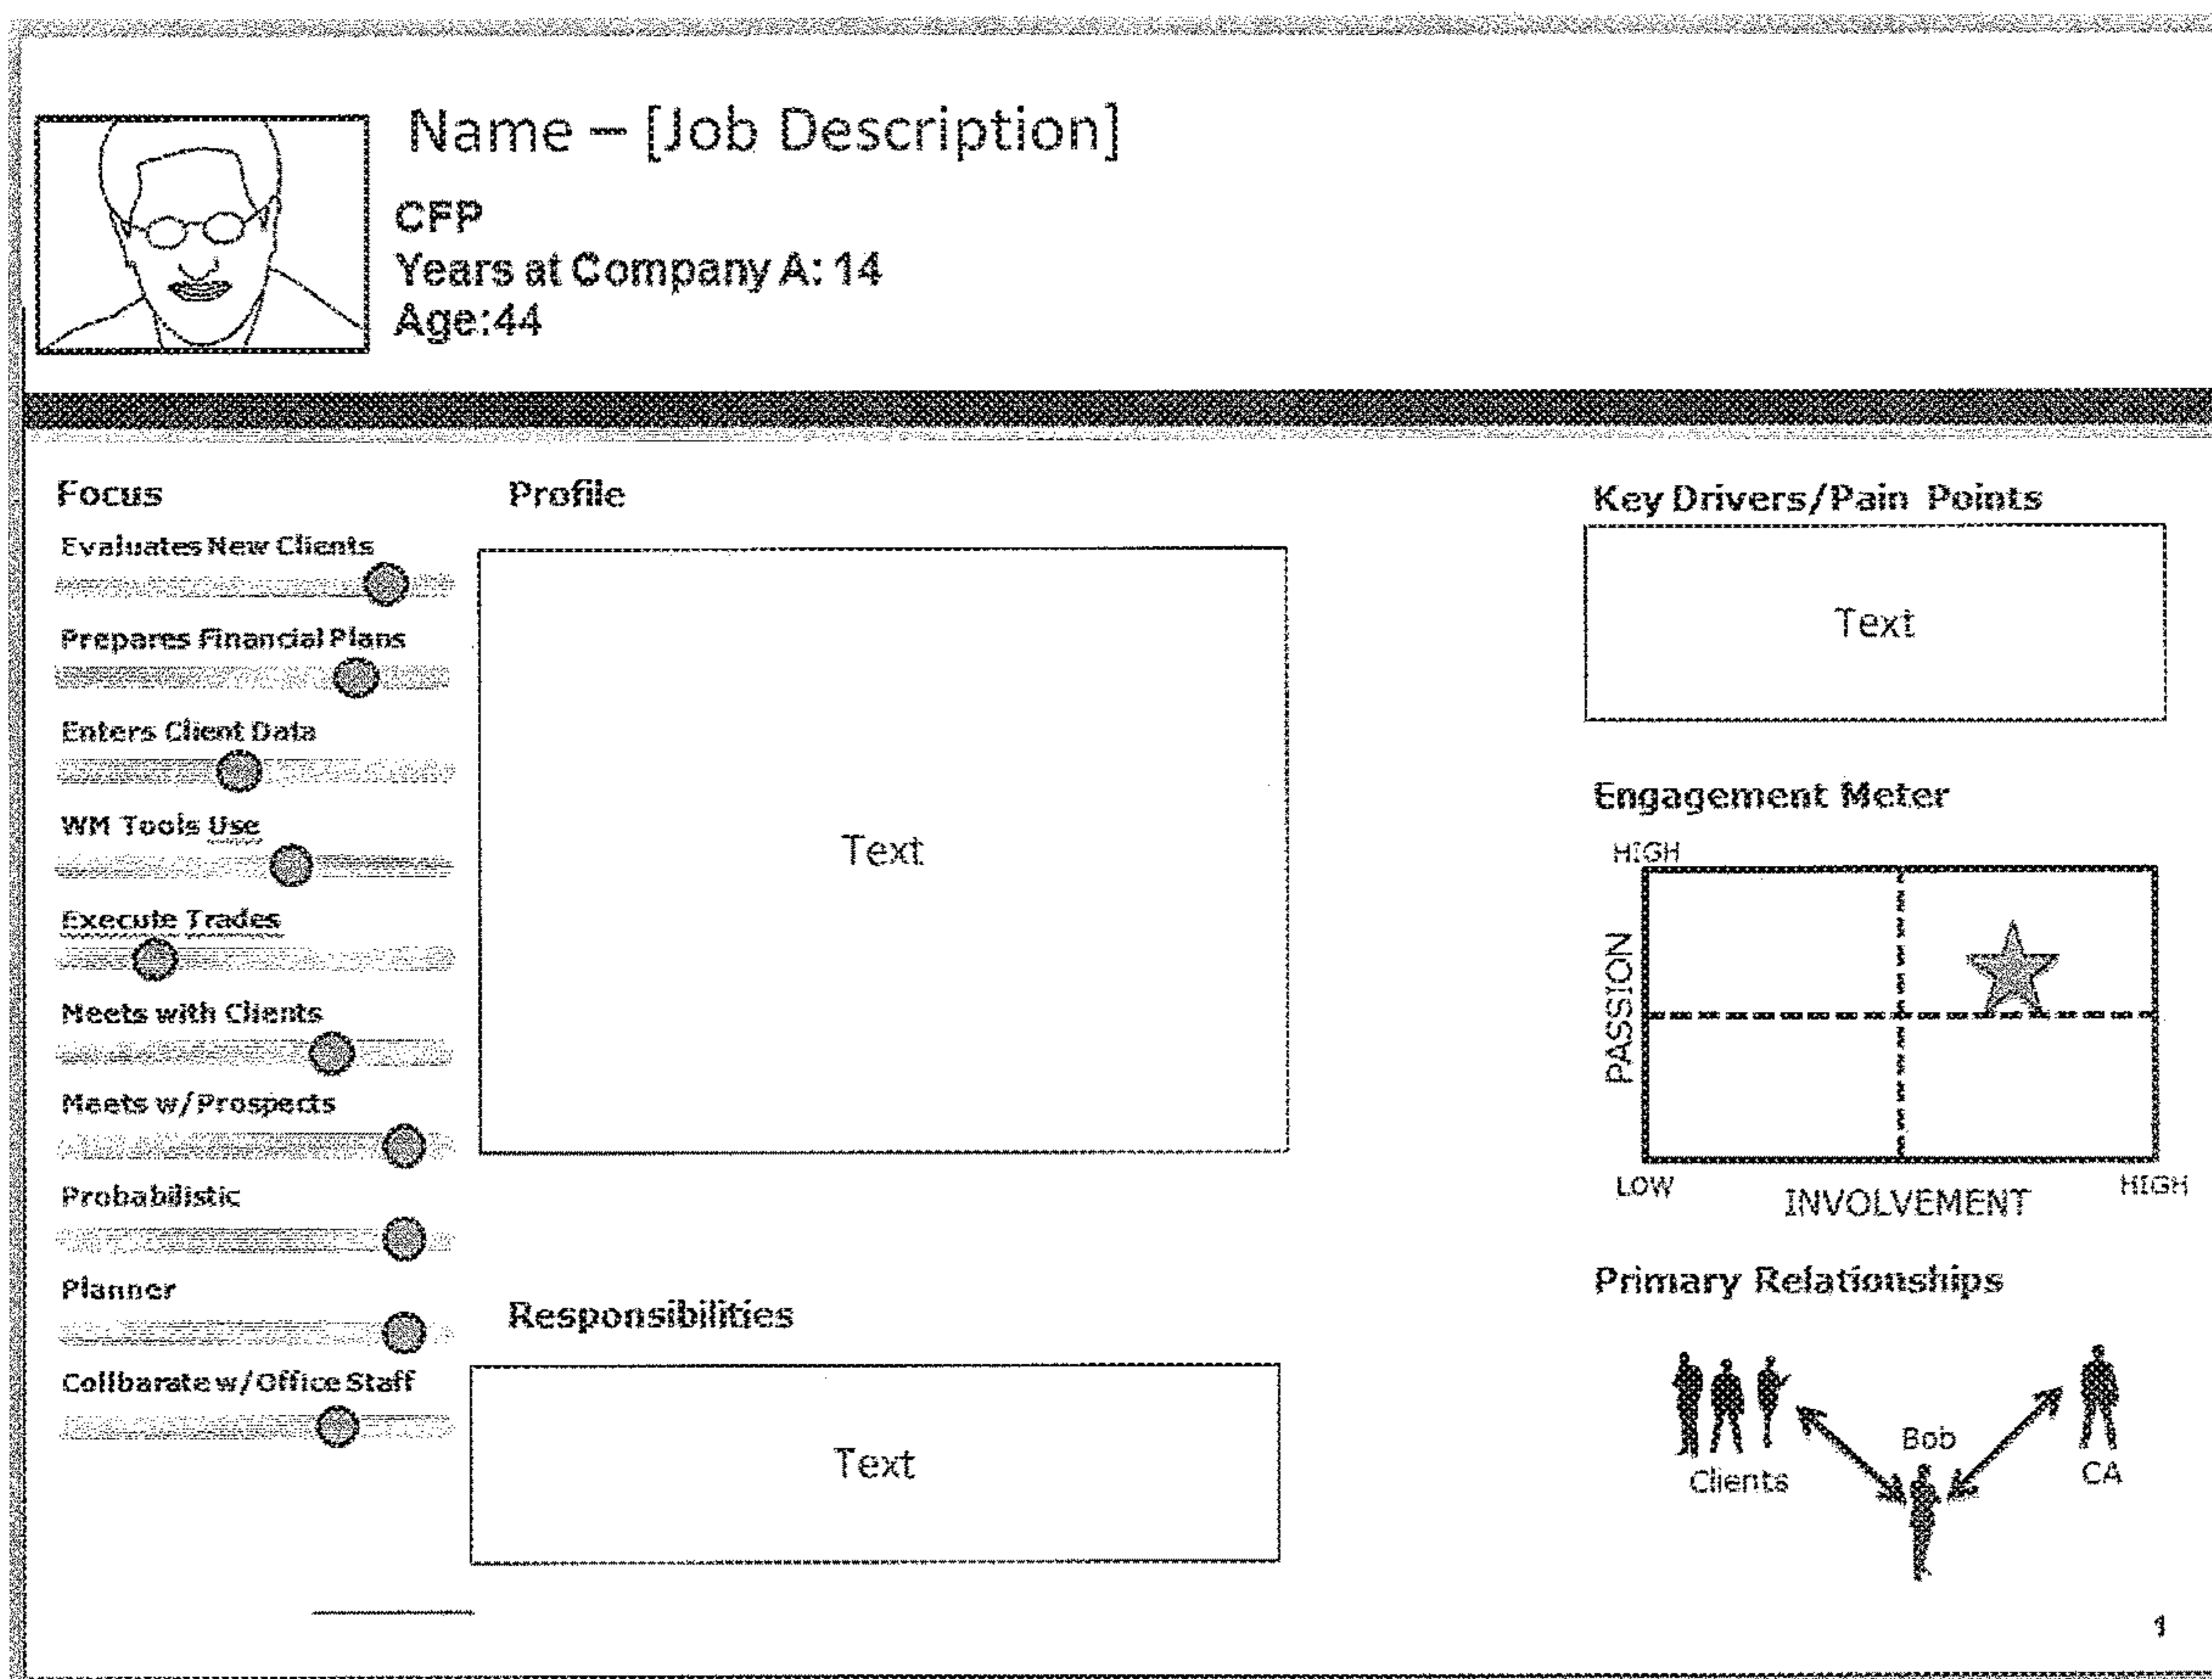 Name – [Job Description]
CFP
Years at Company A: 14
Age:44
Focus
Evaluates New Clients
Prepares Financial Plans
Enters Client Data
WM Tools Use
Execute Trades
Meets with Clients
Meets w/Prospects
Probabilistic
Planner
Collbarate w/Office Staff
Profile
Text
Responsibilities
Text
Key Drivers/Pain Points
Text
Engagement Meter
HIGH
PASSION
LOW
INVOLVEMENT
HIGH
Primary Relationships
Clients
Bob
CA
1